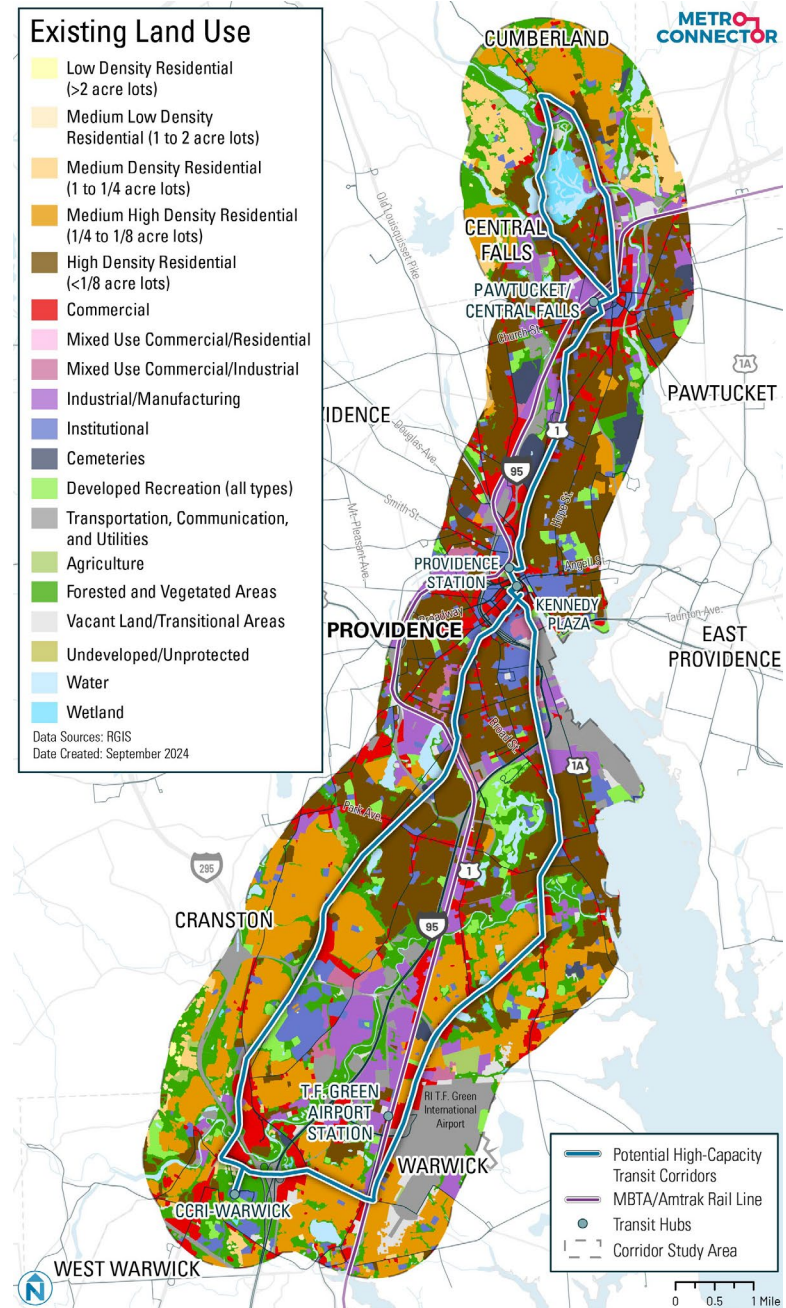 Existing Land Use
Low Density Residential
(>2 acre lots)
Medium Low Density
Residential (1 to 2 acre lots)
Medium Density Residential
(1 to 1/4 acre lots)
Medium High Density Residential
(1/4 to 1/8 acre lots)
High Density Residential
(<1/8 acre lots)
Commercial
Mixed Use Commercial/Residential
Mixed Use Commercial/Industrial
Industrial/Manufacturing
Institutional
Cemeteries
Developed Recreation (all types)
Transportation, Communication,
and Utilities
Agriculture
Forested and Vegetated Areas
Vacant Land/Transitional Areas
Undeveloped/Unprotected
Water
Wetland
Data Sources: RGIS
Date Created: September 2024
METRO
CONNECTOR
CUMBERLAND
Old Louisquisset Pike
CENTRAL
FALLS
PAWTUCKET/
CENTRAL FALLS
Church St.
1A
PAWTUCKET
VIDENCE
Douglas Ave.
1
95
Smith St.
Hope St.
Mt. Pleasant Ave.
PROVIDENCE
STATION
Angell St.
KENNEDY
PLAZA
Broadway
Taunton Ave.
PROVIDENCE
EAST
PROVIDENCE
Broad St.
1A
Park Ave.
295
1
CRANSTON
95
T.F. GREEN
AIRPORT
STATION
RI T.F. Green
International
Airport
WARWICK
CCRI-WARWICK
WEST WARWICK
N
Potential High-Capacity
Transit Corridors
MBTA/Amtrak Rail Line
Transit Hubs
Corridor Study Area
0 0.5 1 Mile